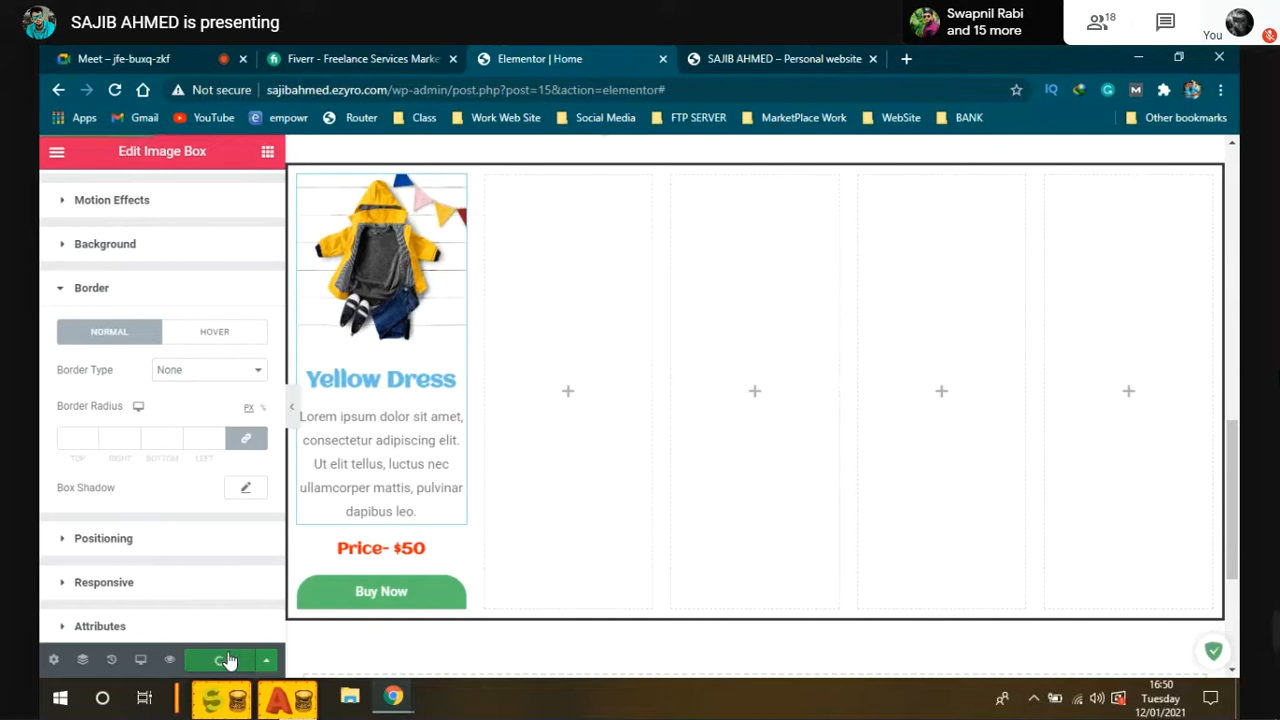 SAJIB AHMED is presenting
Swapnil Rabi
and 15 more
18
You
Meet – jfe-buxq-zkf
Fiverr - Freelance Services Marke
Elementor | Home
SAJIB AHMED – Personal website
Not secure
sajibahmed.ezyro.com/wp-admin/post.php?post=15&action=elementor#
IQ
M
Apps
Gmail
YouTube
empowr
Router
Class
Work Web Site
Social Media
FTP SERVER
MarketPlace Work
WebSite
BANK
Other bookmarks
Edit Image Box
Motion Effects
Background
Border
NORMAL
HOVER
Border Type
None
Border Radius
PX
%
TOP
RIGHT
BOTTOM
LEFT
Box Shadow
Positioning
Responsive
Attributes
Yellow Dress
Lorem ipsum dolor sit amet,
consectetur adipiscing elit.
Ut elit tellus, luctus nec
ullamcorper mattis, pulvinar
dapibus leo.
Price- $50
Buy Now
16:50
Tuesday
12/01/2021